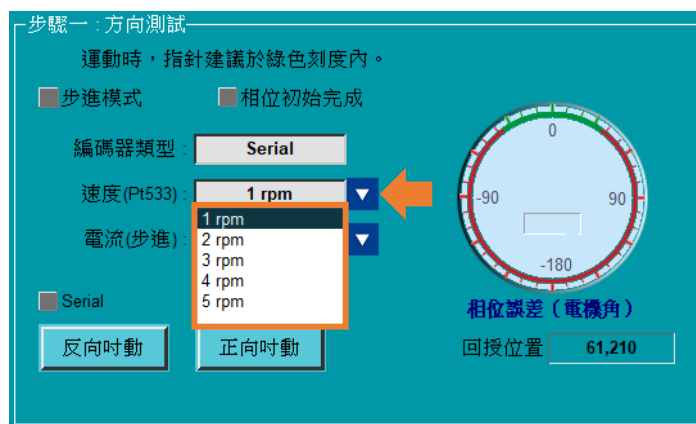 步驟一 : 方向測試
運動時，指針建議於綠色刻度內。
步進模式
相位初始完成
編碼器類型 : Serial
速度(Pt533) : 1 rpm
電流(步進) :
1 rpm
2 rpm
3 rpm
4 rpm
5 rpm
Serial
反向吋動
正向吋動
0
-90
90
-180
相位誤差（電機角）
回授位置 61,210